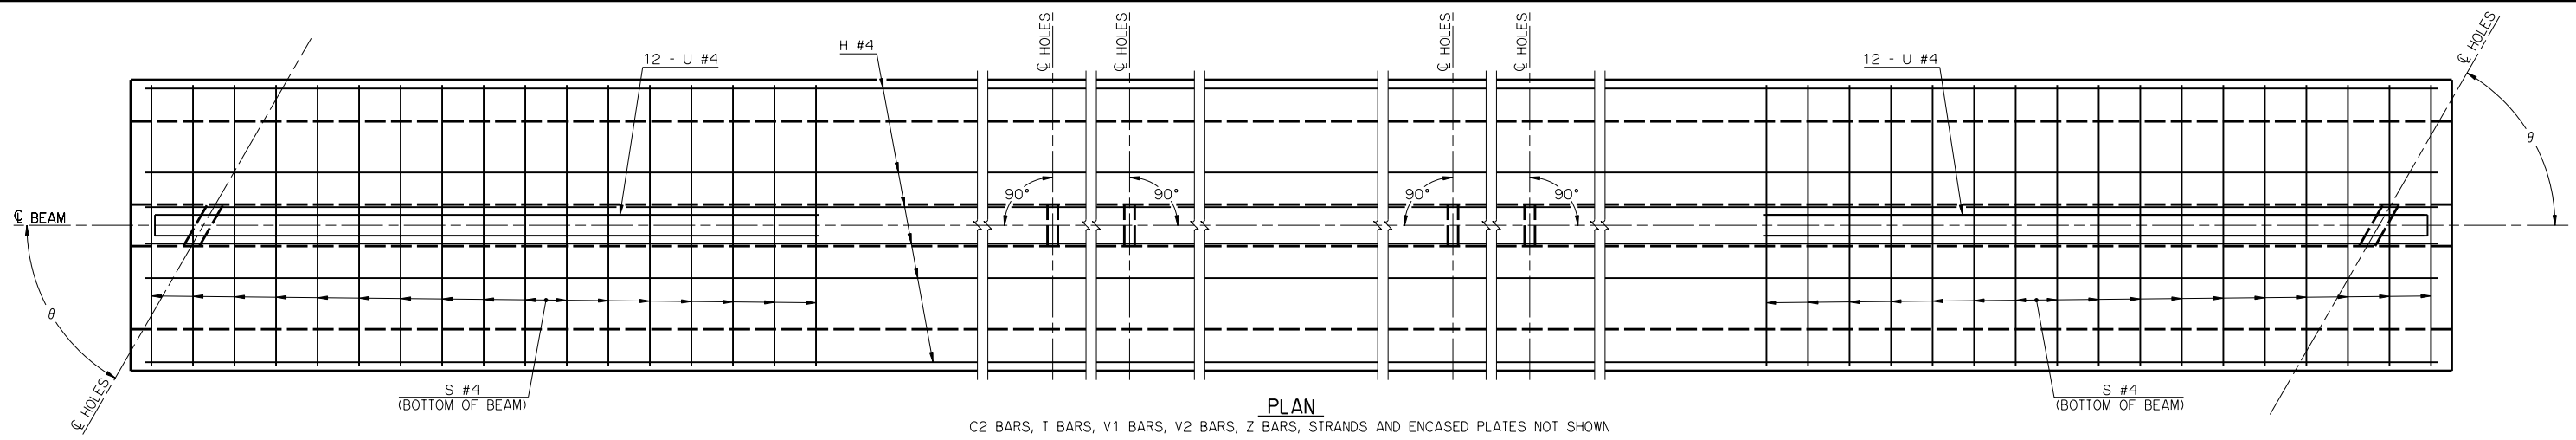 ℄ HOLES
℄ HOLES
℄ HOLES
℄ HOLES
℄ HOLES
H #4
12 - U #4
12 - U #4
θ
90°
90°
90°
90°
℄ BEAM
θ
S #4
(BOTTOM OF BEAM)
S #4
(BOTTOM OF BEAM)
℄ HOLES
PLAN
C2 BARS, T BARS, V1 BARS, V2 BARS, Z BARS, STRANDS AND ENCASED PLATES NOT SHOWN